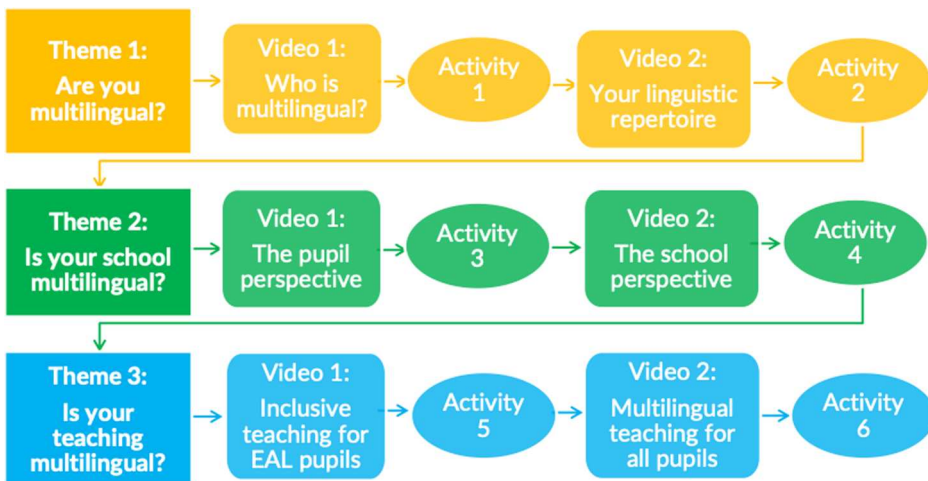 Theme 1:
Are you
multilingual?
Video 1:
Who is
multilingual?
Activity
1
Video 2:
Your linguistic
repertoire
Activity
2
Theme 2:
Is your school
multilingual?
Video 1:
The pupil
perspective
Activity
3
Video 2:
The school
perspective
Activity
4
Theme 3:
Is your
teaching
multilingual?
Video 1:
Inclusive
teaching for
EAL pupils
Activity
5
Video 2:
Multilingual
teaching for
all pupils
Activity
6